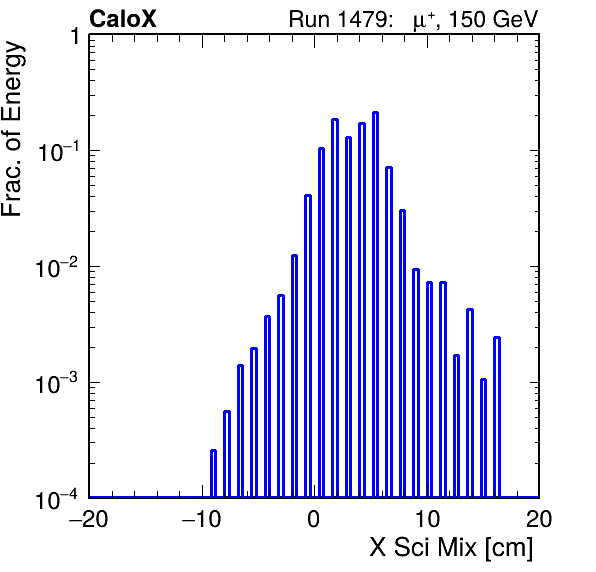 CaloX Run 1479: μ⁺, 150 GeV
Frac. of Energy
1
10⁻¹
10⁻²
10⁻³
10⁻⁴
−20 −10 0 10 20
X Sci Mix [cm]